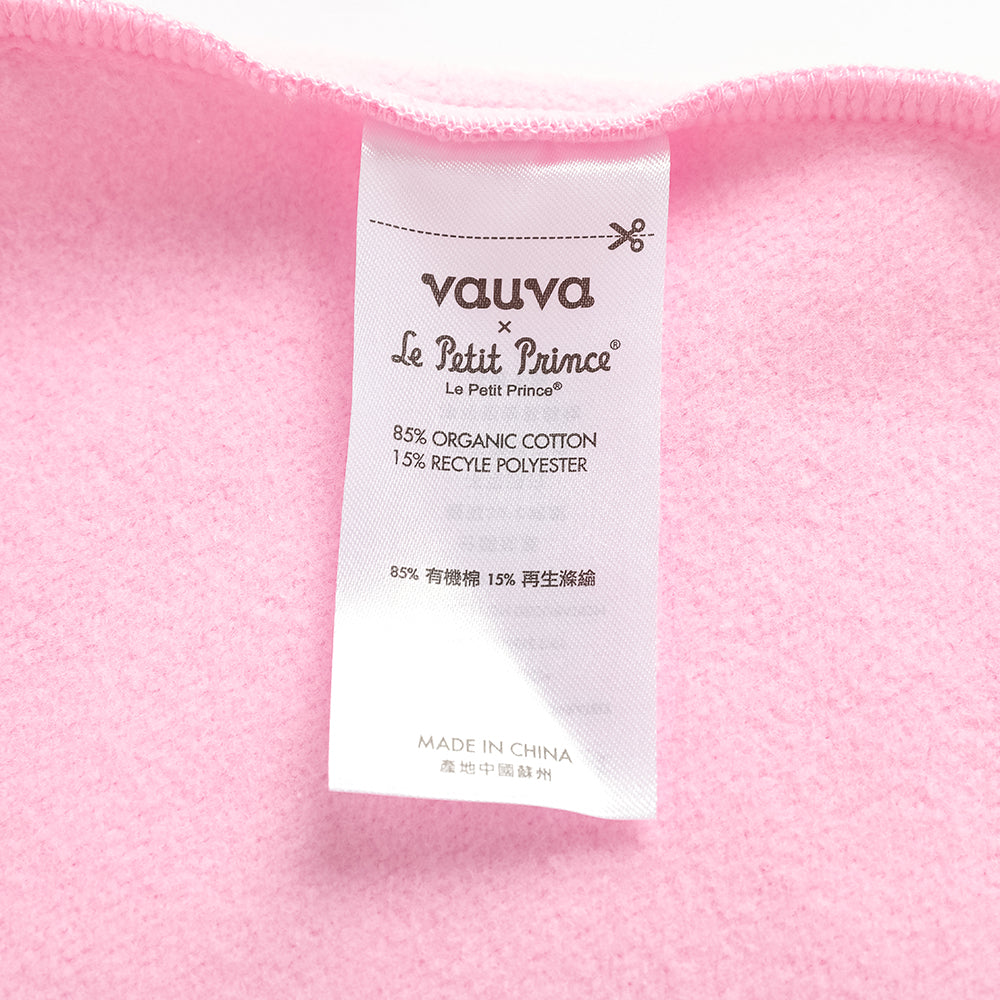 vauva
×
Le Petit Prince®
Le Petit Prince®
85% ORGANIC COTTON
15% RECYLE POLYESTER
85% 有機棉 15% 再生滌綸
MADE IN CHINA
產地中國蘇州